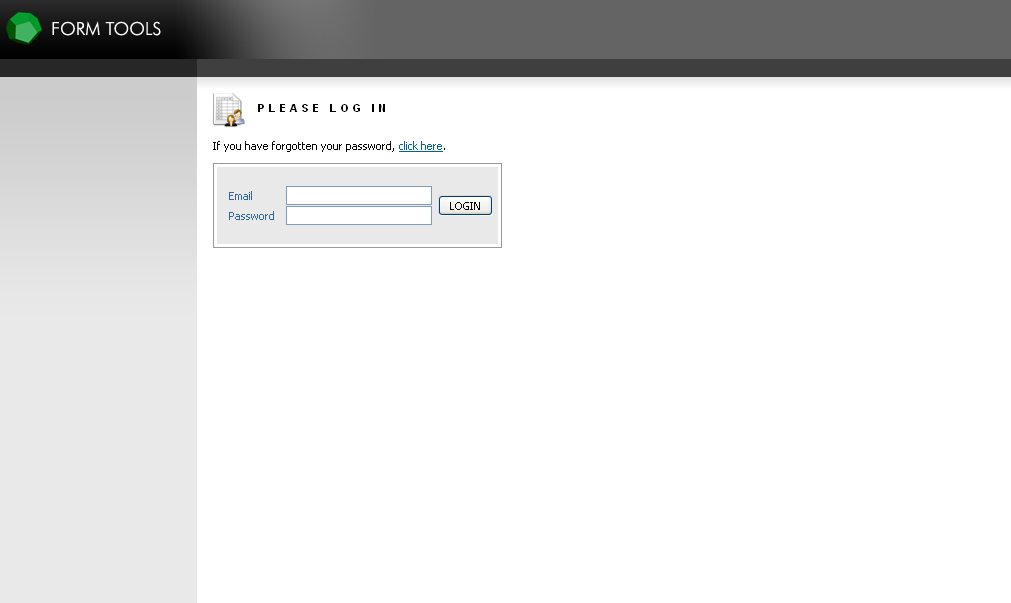 FORM TOOLS
PLEASE LOG IN
If you have forgotten your password, click here.
Email
LOGIN
Password